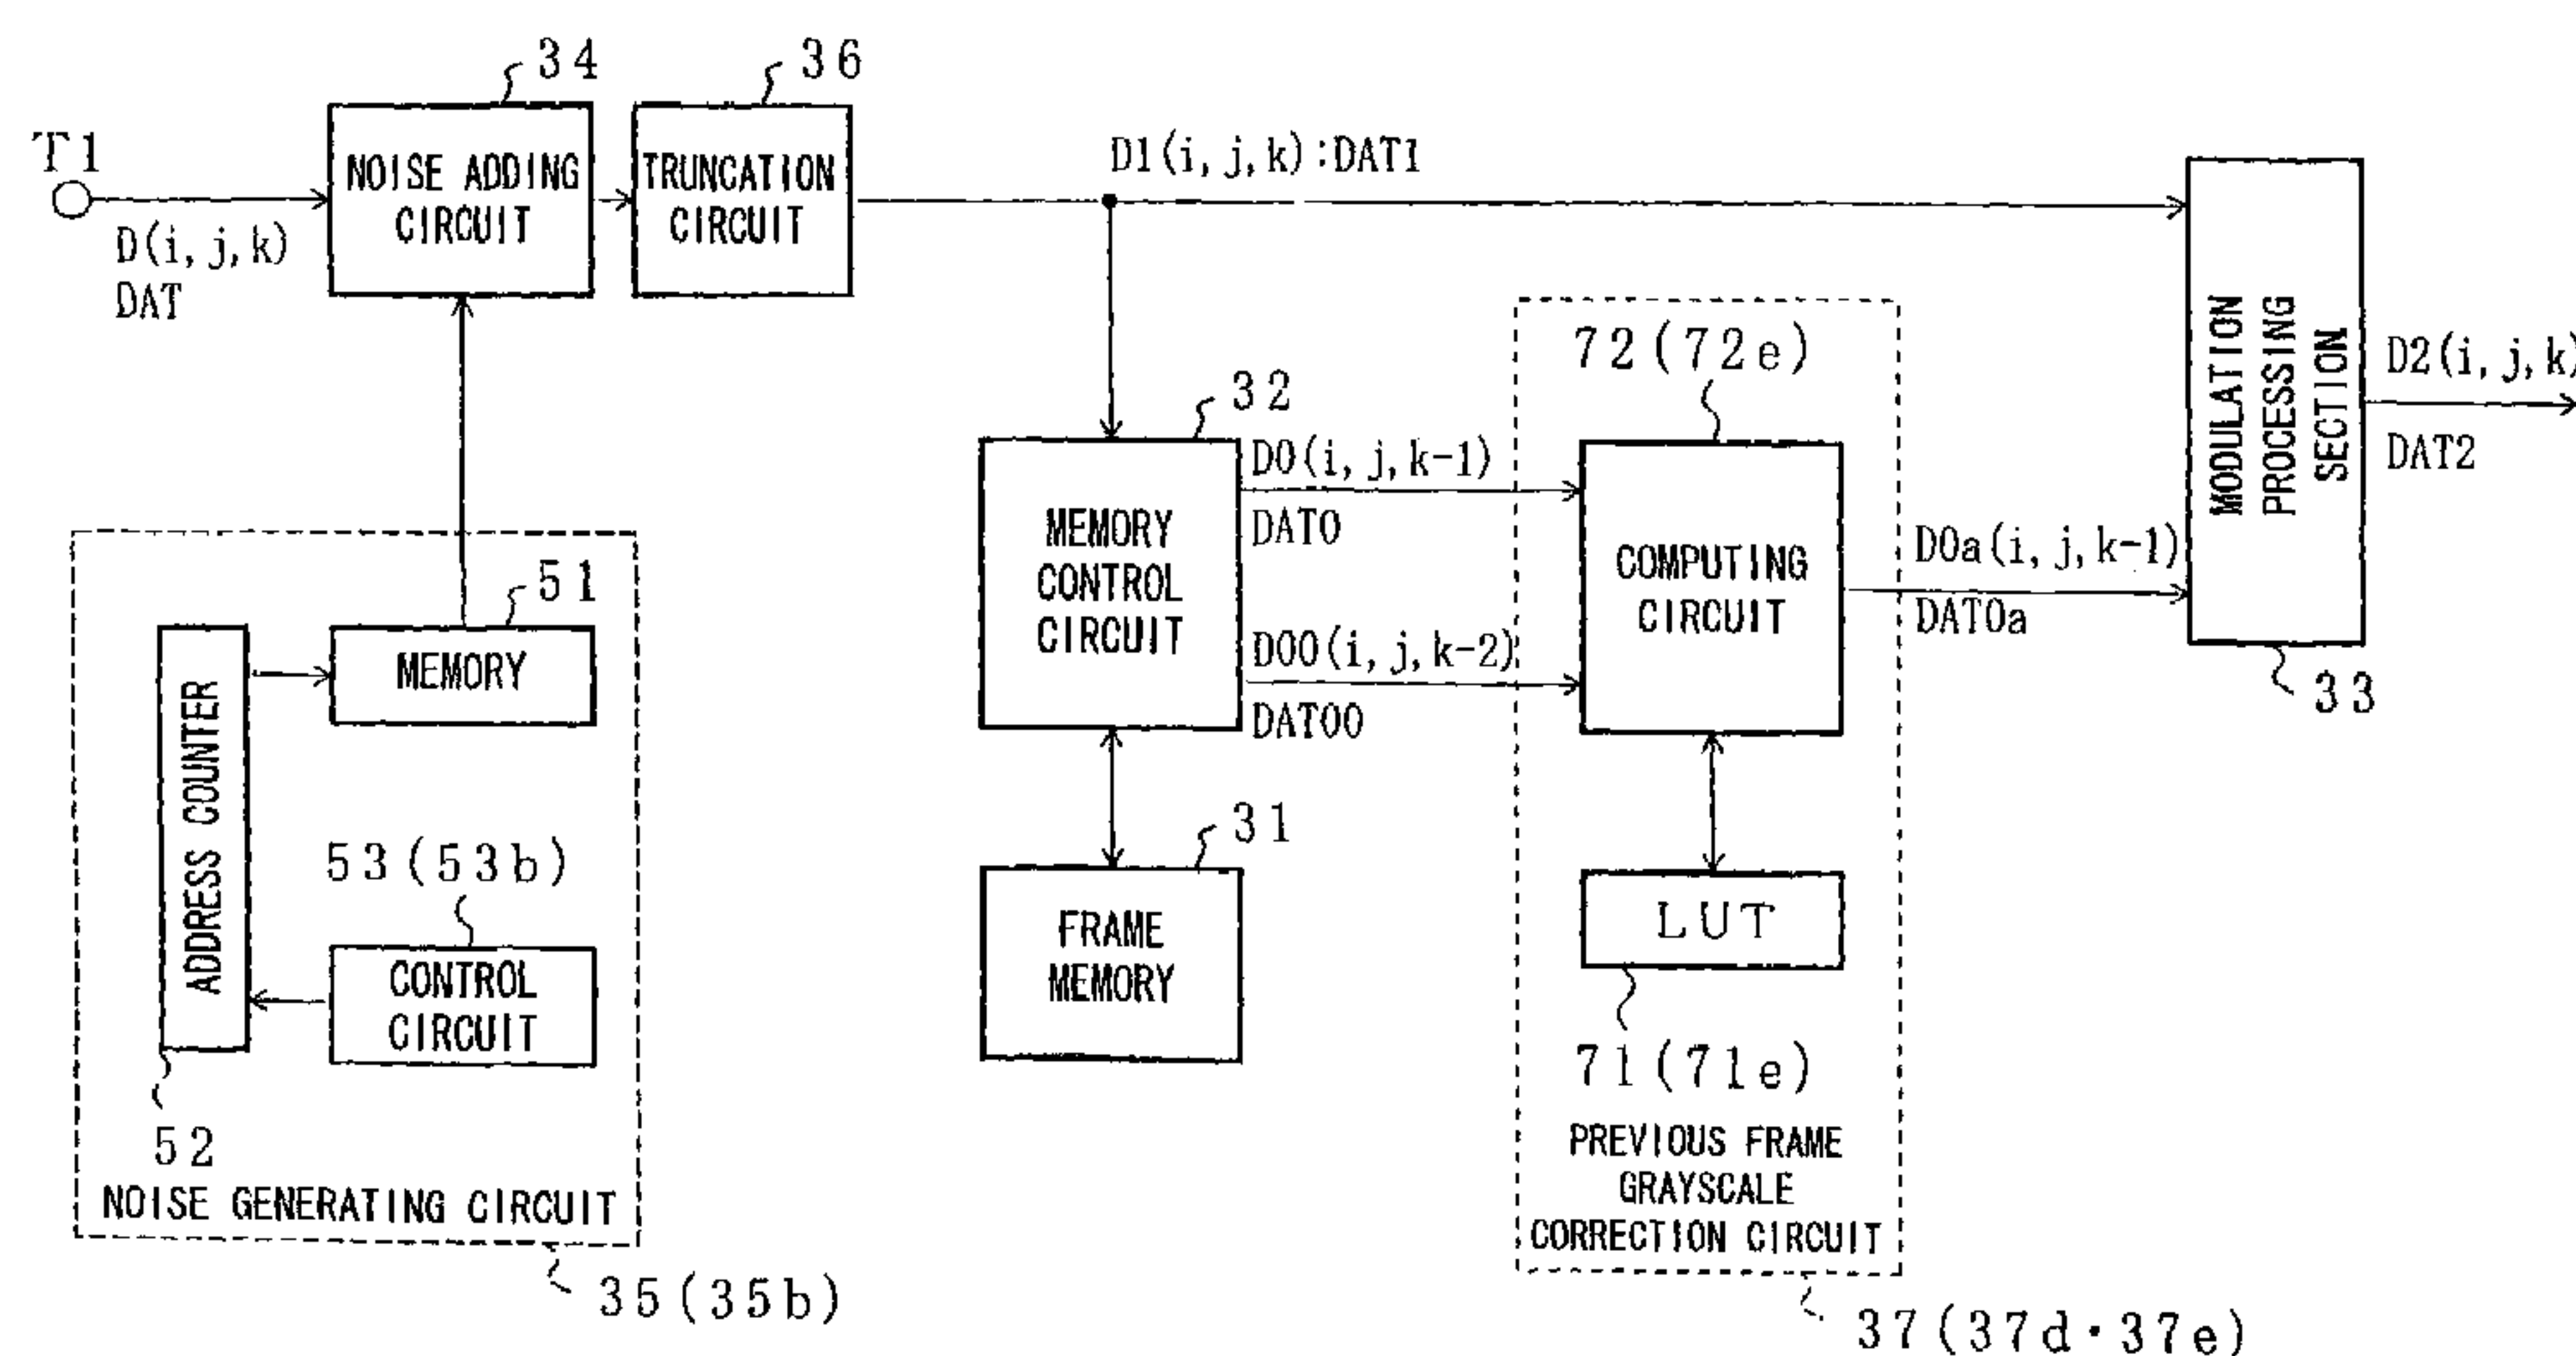 34
36
T1
NOISE ADDING
CIRCUIT
TRUNCATION
CIRCUIT
D1(i, j, k):DAT1
D(i, j, k)
DAT
MODULATION
PROCESSING
SECTION
D2(i, j, k)
DAT2
72(72e)
32
D0(i, j, k-1)
DAT0
MEMORY
CONTROL
CIRCUIT
COMPUTING
CIRCUIT
D0a(i, j, k-1)
DAT0a
D00(i, j, k-2)
DAT00
33
51
MEMORY
ADDRESS COUNTER
53(53b)
CONTROL
CIRCUIT
52
NOISE GENERATING CIRCUIT
35(35b)
31
FRAME
MEMORY
LUT
71(71e)
PREVIOUS FRAME
GRAYSCALE
CORRECTION CIRCUIT
37(37d・37e)